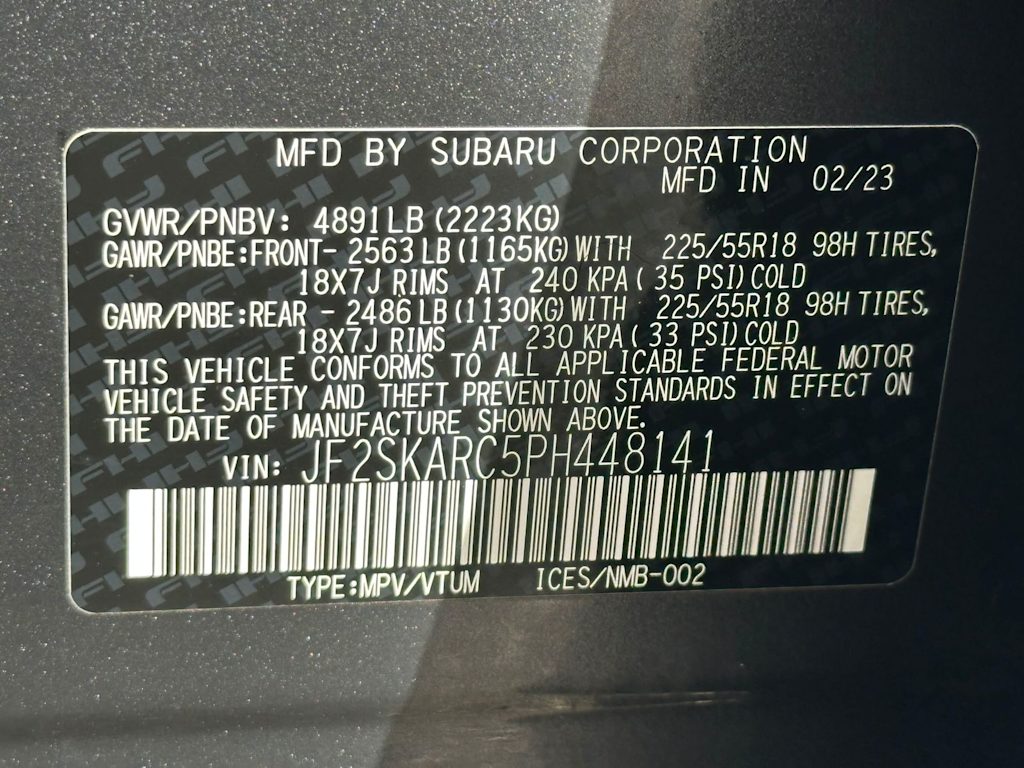 MFD BY SUBARU CORPORATION
MFD IN 02/23
GVWR/PNBV: 4891LB (2223KG)
GAWR/PNBE:FRONT- 2563LB (1165KG) WITH 225/55R18 98H TIRES,
18X7J RIMS AT 240 KPA ( 35 PSI) COLD
GAWR/PNBE:REAR - 2486LB (1130KG) WITH 225/55R18 98H TIRES,
18X7J RIMS AT 230 KPA ( 33 PSI) COLD
THIS VEHICLE CONFORMS TO ALL APPLICABLE FEDERAL MOTOR
VEHICLE SAFETY AND THEFT PREVENTION STANDARDS IN EFFECT ON
THE DATE OF MANUFACTURE SHOWN ABOVE.
VIN: JF2SKARC5PH448141
TYPE:MPV/VTUM ICES/NMB-002